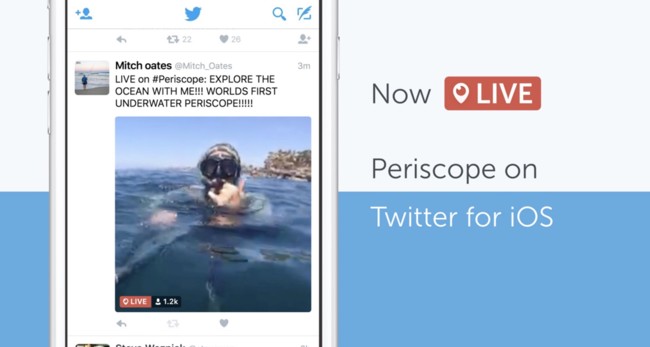 22 26
Mitch oates @Mitch_Oates 3m
LIVE on #Periscope: EXPLORE THE
OCEAN WITH ME!!! WORLDS FIRST
UNDERWATER PERISCOPE!!!!!
LIVE 1.2k
Now LIVE
Periscope on
Twitter for iOS